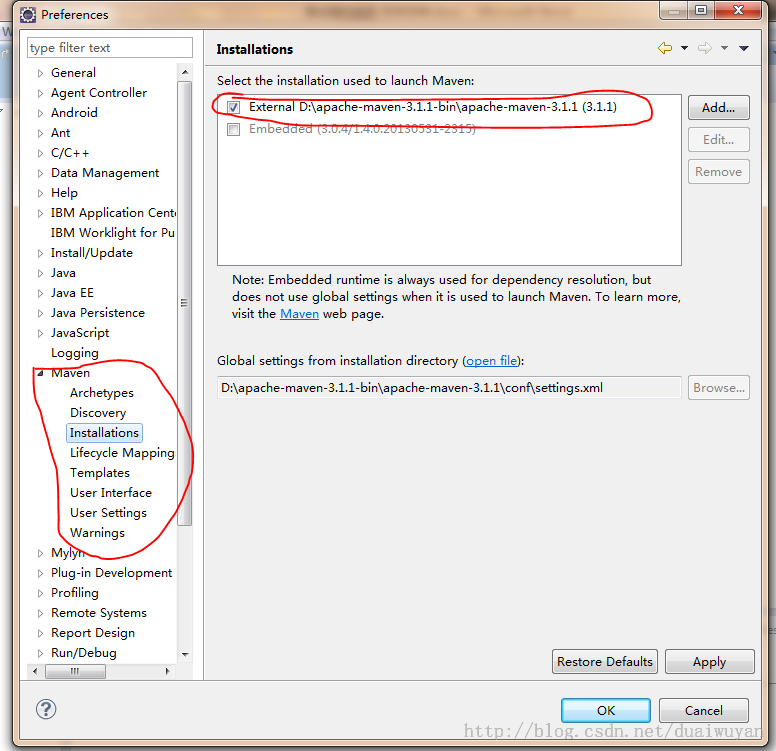 Preferences
type filter text
General
Agent Controller
Android
Ant
C/C++
Data Management
Help
IBM Application Cente
IBM Worklight for Pu
Install/Update
Java
Java EE
Java Persistence
JavaScript
Logging
Maven
Archetypes
Discovery
Installations
Lifecycle Mapping
Templates
User Interface
User Settings
Warnings
Mylyn
Plug-in Development
Profiling
Remote Systems
Report Design
Run/Debug
Installations
Select the installation used to launch Maven:
External D:\apache-maven-3.1.1-bin\apache-maven-3.1.1 (3.1.1)
Embedded (3.0.4/1.4.0.20130531-2315)
Add...
Edit...
Remove
Note: Embedded runtime is always used for dependency resolution, but
does not use global settings when it is used to launch Maven. To learn more,
visit the Maven web page.
Global settings from installation directory (open file):
D:\apache-maven-3.1.1-bin\apache-maven-3.1.1\conf\settings.xml
Browse...
Restore Defaults
Apply
OK
Cancel
http://blog.csdn.net/duaiwuyan